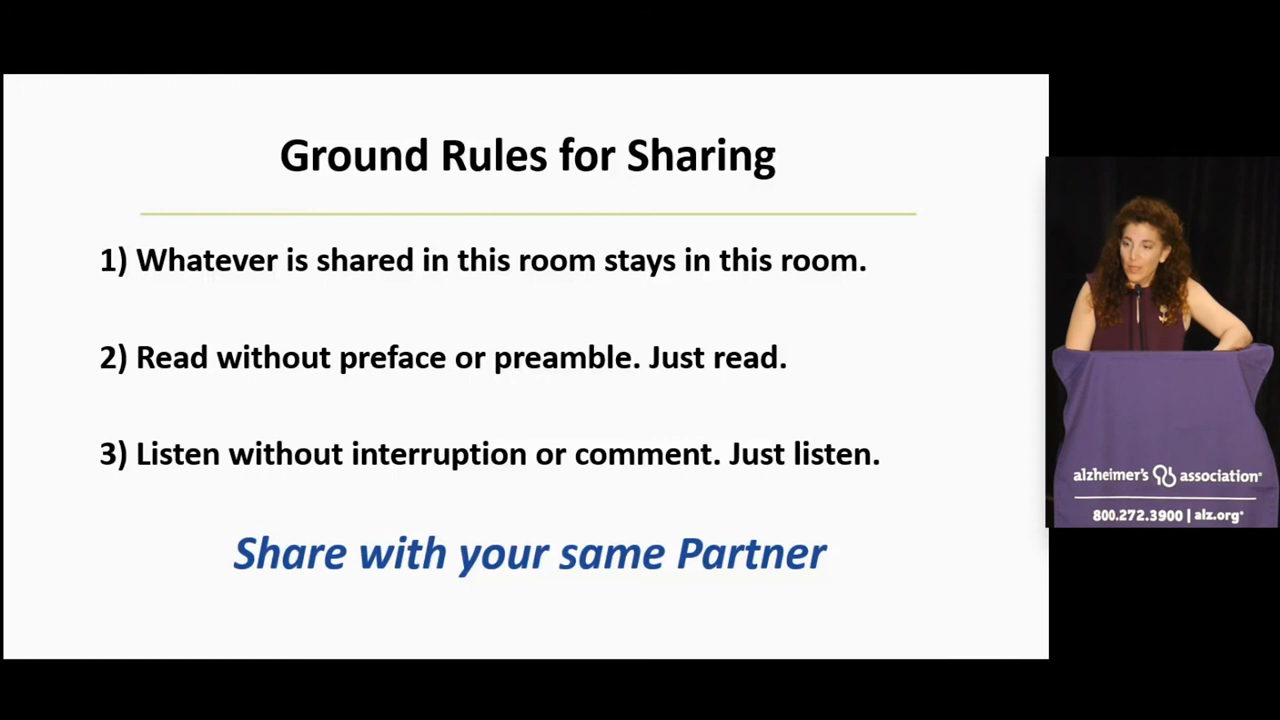 Ground Rules for Sharing
1) Whatever is shared in this room stays in this room.
2) Read without preface or preamble. Just read.
3) Listen without interruption or comment. Just listen.
Share with your same Partner
alzheimer's association®
800.272.3900 | alz.org®